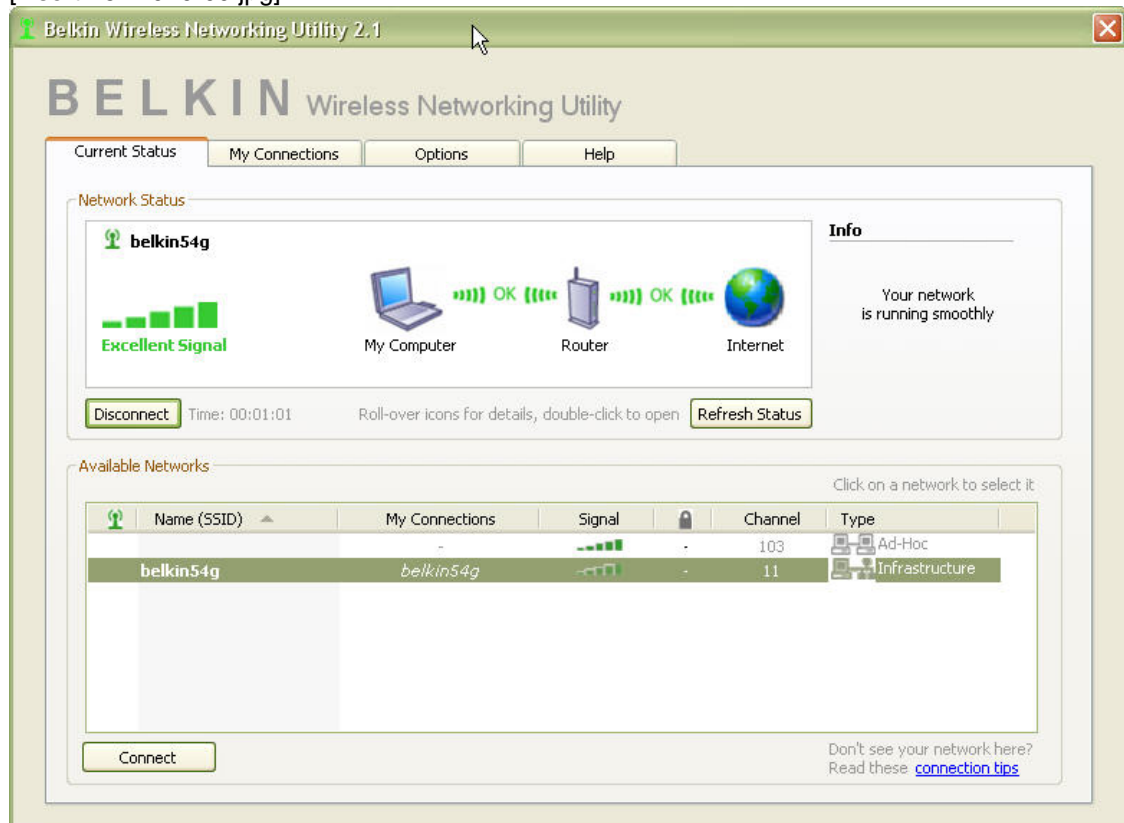 Belkin Wireless Networking Utility 2.1
BELKIN Wireless Networking Utility
Current Status My Connections Options Help
Network Status
belkin54g
Info
OK OK
Your network
is running smoothly
Excellent Signal My Computer Router Internet
Disconnect Time: 00:01:01 Roll-over icons for details, double-click to open Refresh Status
Available Networks
Click on a network to select it
Name (SSID) My Connections Signal Channel Type
- - 103 Ad-Hoc
belkin54g belkin54g - 11 Infrastructure
Connect
Don't see your network here?
Read these connection tips